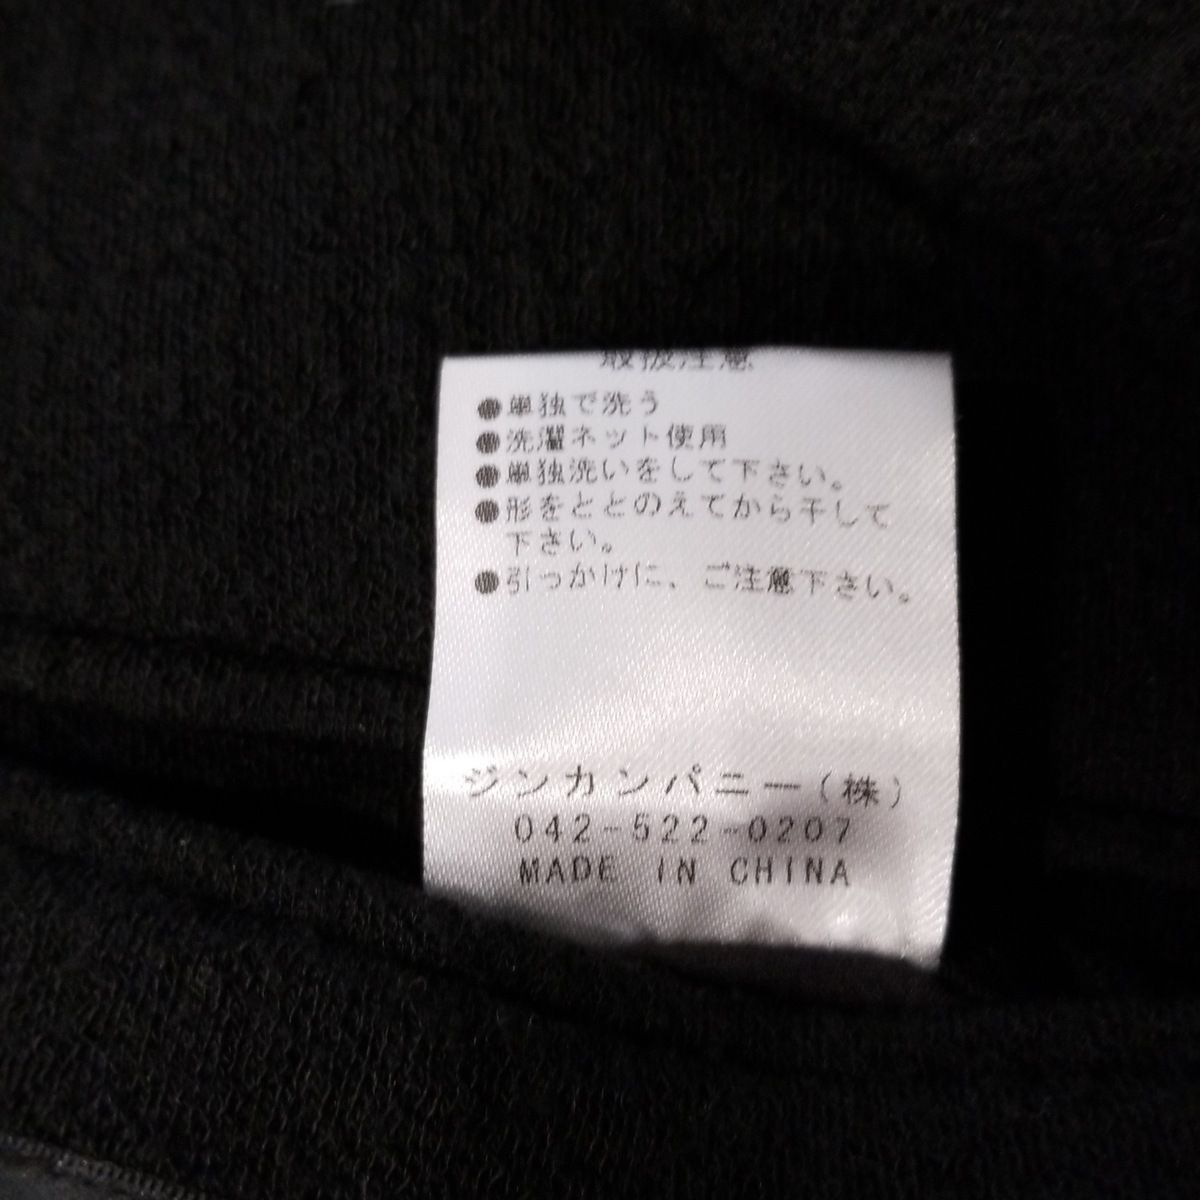 取扱注意
●単独で洗う
●洗濯ネット使用
●単独洗いをして下さい。
●形をととのえてから干して
下さい。
●引っかけに、ご注意下さい。
ジンカンパニー(株)
042-522-0207
MADE IN CHINA